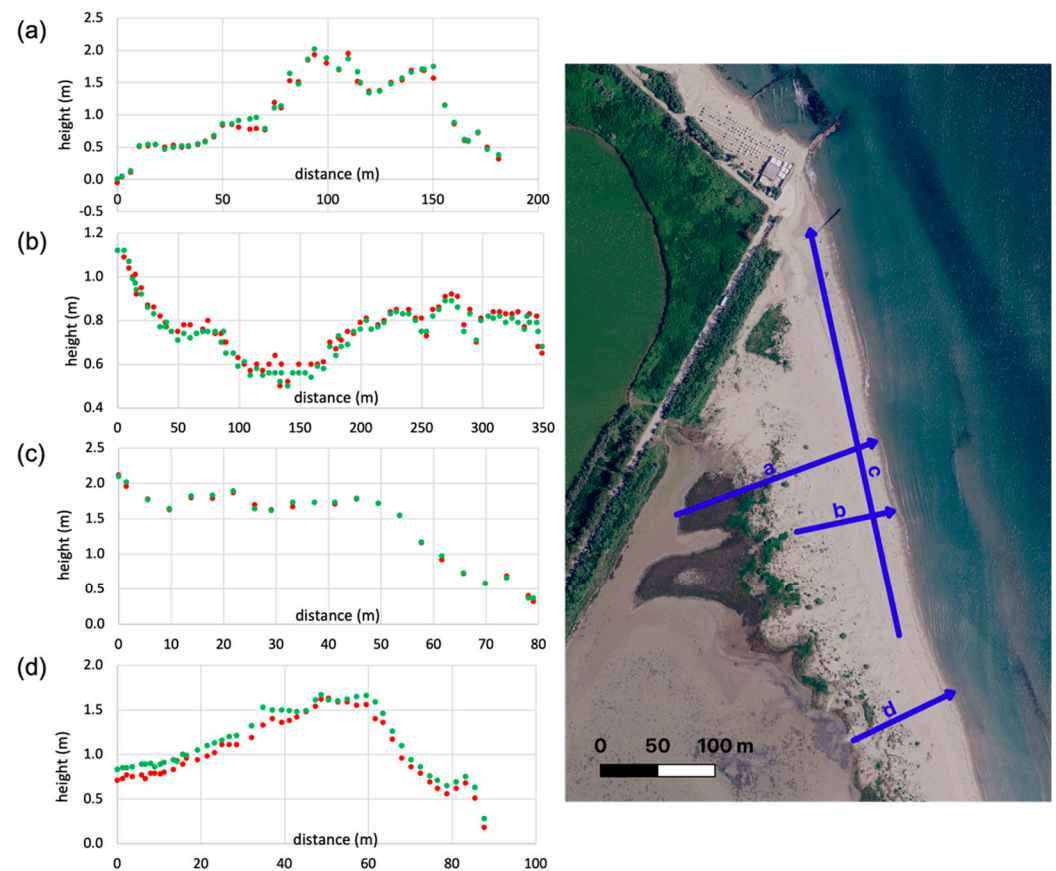 (a)
height (m)
2.5
2.0
1.5
1.0
0.5
0.0
-0.5
distance (m)
0 50 100 150 200
(b)
height (m)
1.2
1.0
0.8
0.6
0.4
distance (m)
0 50 100 150 200 250 300 350
(c)
height (m)
2.5
2.0
1.5
1.0
0.5
0.0
distance (m)
0 10 20 30 40 50 60 70 80
(d)
height (m)
2.0
1.5
1.0
0.5
0.0
distance (m)
0 20 40 60 80 100
a
c
b
d
0 50 100 m